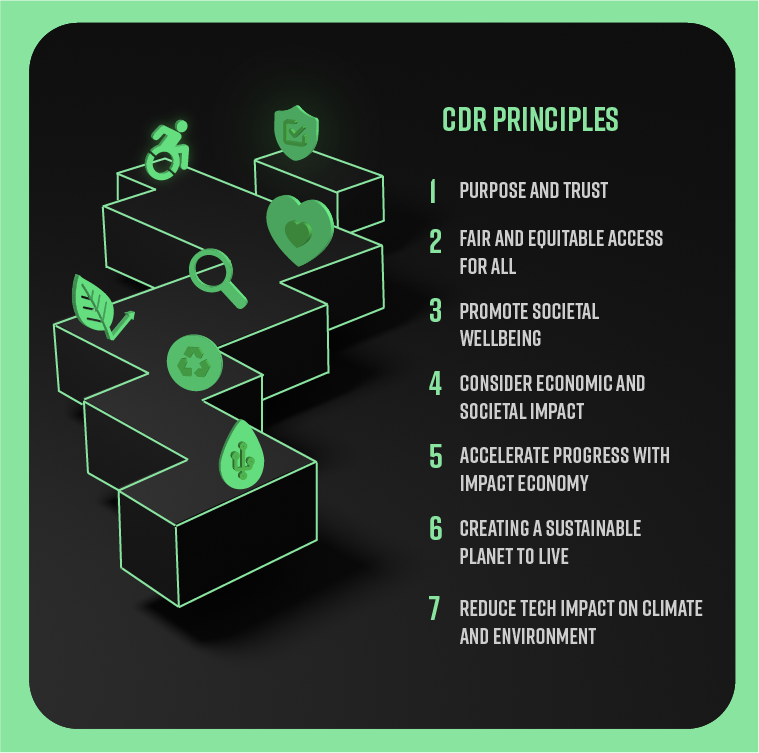 CDR PRINCIPLES
1 PURPOSE AND TRUST
2 FAIR AND EQUITABLE ACCESS
FOR ALL
3 PROMOTE SOCIETAL
WELLBEING
4 CONSIDER ECONOMIC AND
SOCIETAL IMPACT
5 ACCELERATE PROGRESS WITH
IMPACT ECONOMY
6 CREATING A SUSTAINABLE
PLANET TO LIVE
7 REDUCE TECH IMPACT ON CLIMATE
AND ENVIRONMENT